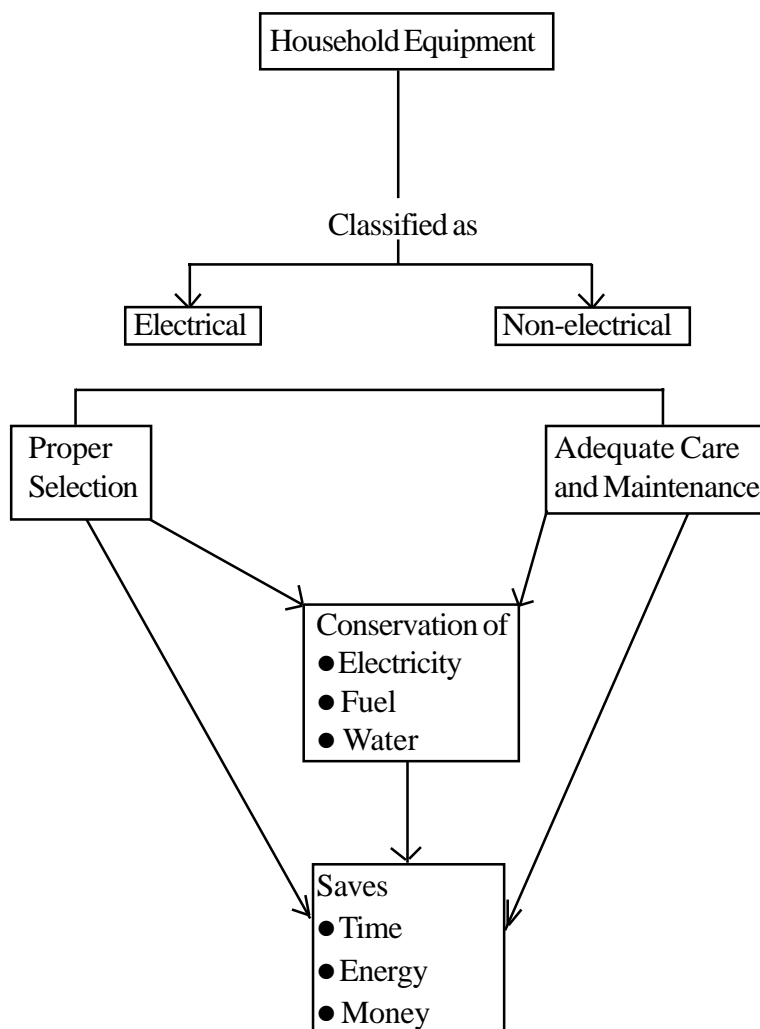 Household Equipment
Classified as
Electrical
Non-electrical
Proper
Selection
Adequate Care
and Maintenance
Conservation of
● Electricity
● Fuel
● Water
Saves
● Time
● Energy
● Money